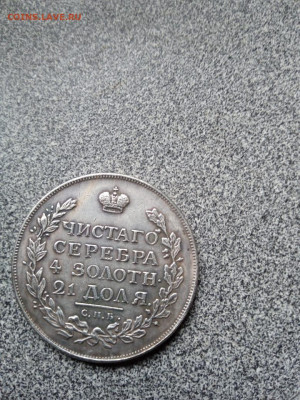 COINS.LAVE.RU
ЧИСТАГО
СЕРЕБРА
4 ЗОЛОТН.
21 ДОЛЯ.
С.П.Б.